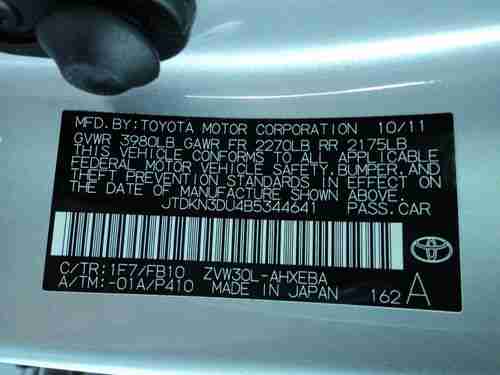 MFD. BY: TOYOTA MOTOR CORPORATION 10/11
GVWR 3980LB GAWR FR 2270LB RR 2175LB
THIS VEHICLE CONFORMS TO ALL APPLICABLE
FEDERAL MOTOR VEHICLE SAFETY, BUMPER, AND
THEFT PREVENTION STANDARDS IN EFFECT ON
THE DATE OF MANUFACTURE SHOWN ABOVE.
JTDKN3DU4B5344641 PASS. CAR
C/TR: 1F7/FB10 ZVW30L-AHXEBA
A/TM: -01A/P410 MADE IN JAPAN 162 A